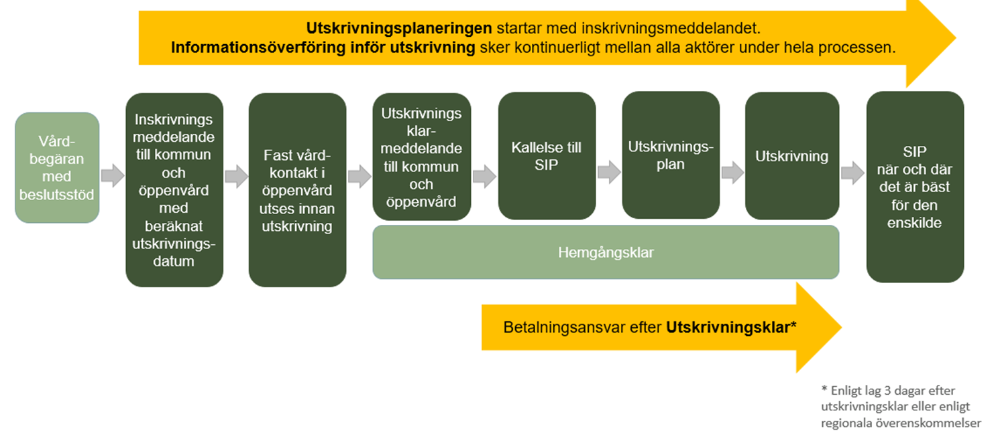 Utskrivningsplaneringen startar med inskrivningsmeddelandet.
Informationsöverföring inför utskrivning sker kontinuerligt mellan alla aktörer under hela processen.
Vård-
begäran
med
beslutsstöd
Inskrivnings
meddelande
till kommun
och
öppenvård
med
beräknat
utskrivnings-
datum
Fast vård-
kontakt i
öppenvård
utses innan
utskrivning
Utskrivnings
klar-
meddelande
till kommun
och
öppenvård
Kallelse till
SIP
Utskrivnings-
plan
Utskrivning
SIP
när och där
det är bäst
för den
enskilde
Hemgångsklar
Betalningsansvar efter Utskrivningsklar*
* Enligt lag 3 dagar efter
utskrivningsklar eller enligt
regionala överenskommelser